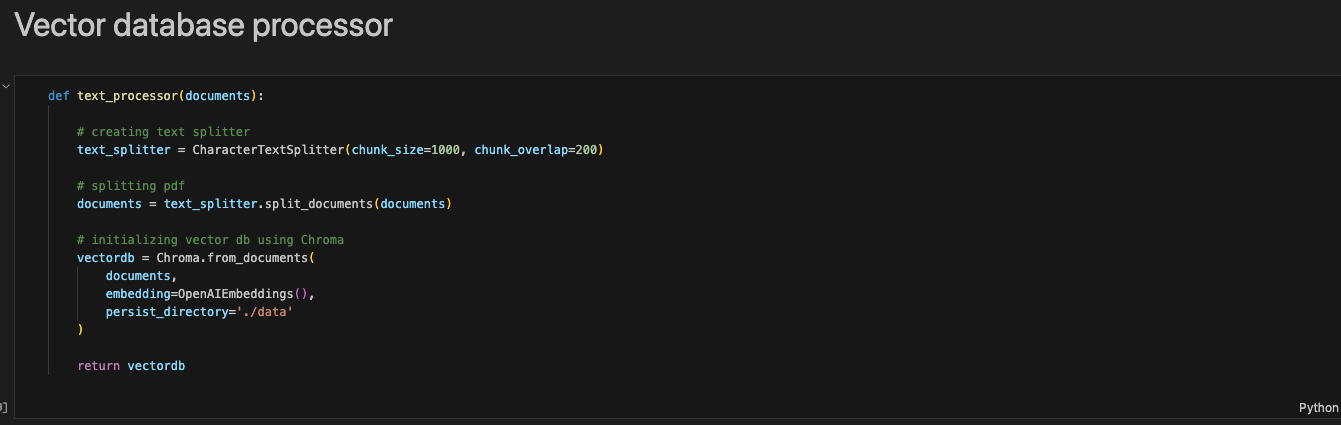 Vector database processor
def text_processor(documents):
# creating text splitter
text_splitter = CharacterTextSplitter(chunk_size=1000, chunk_overlap=200)
# splitting pdf
documents = text_splitter.split_documents(documents)
# initializing vector db using Chroma
vectordb = Chroma.from_documents(
documents,
embedding=OpenAIEmbeddings(),
persist_directory='./data'
)
return vectordb
]
Python